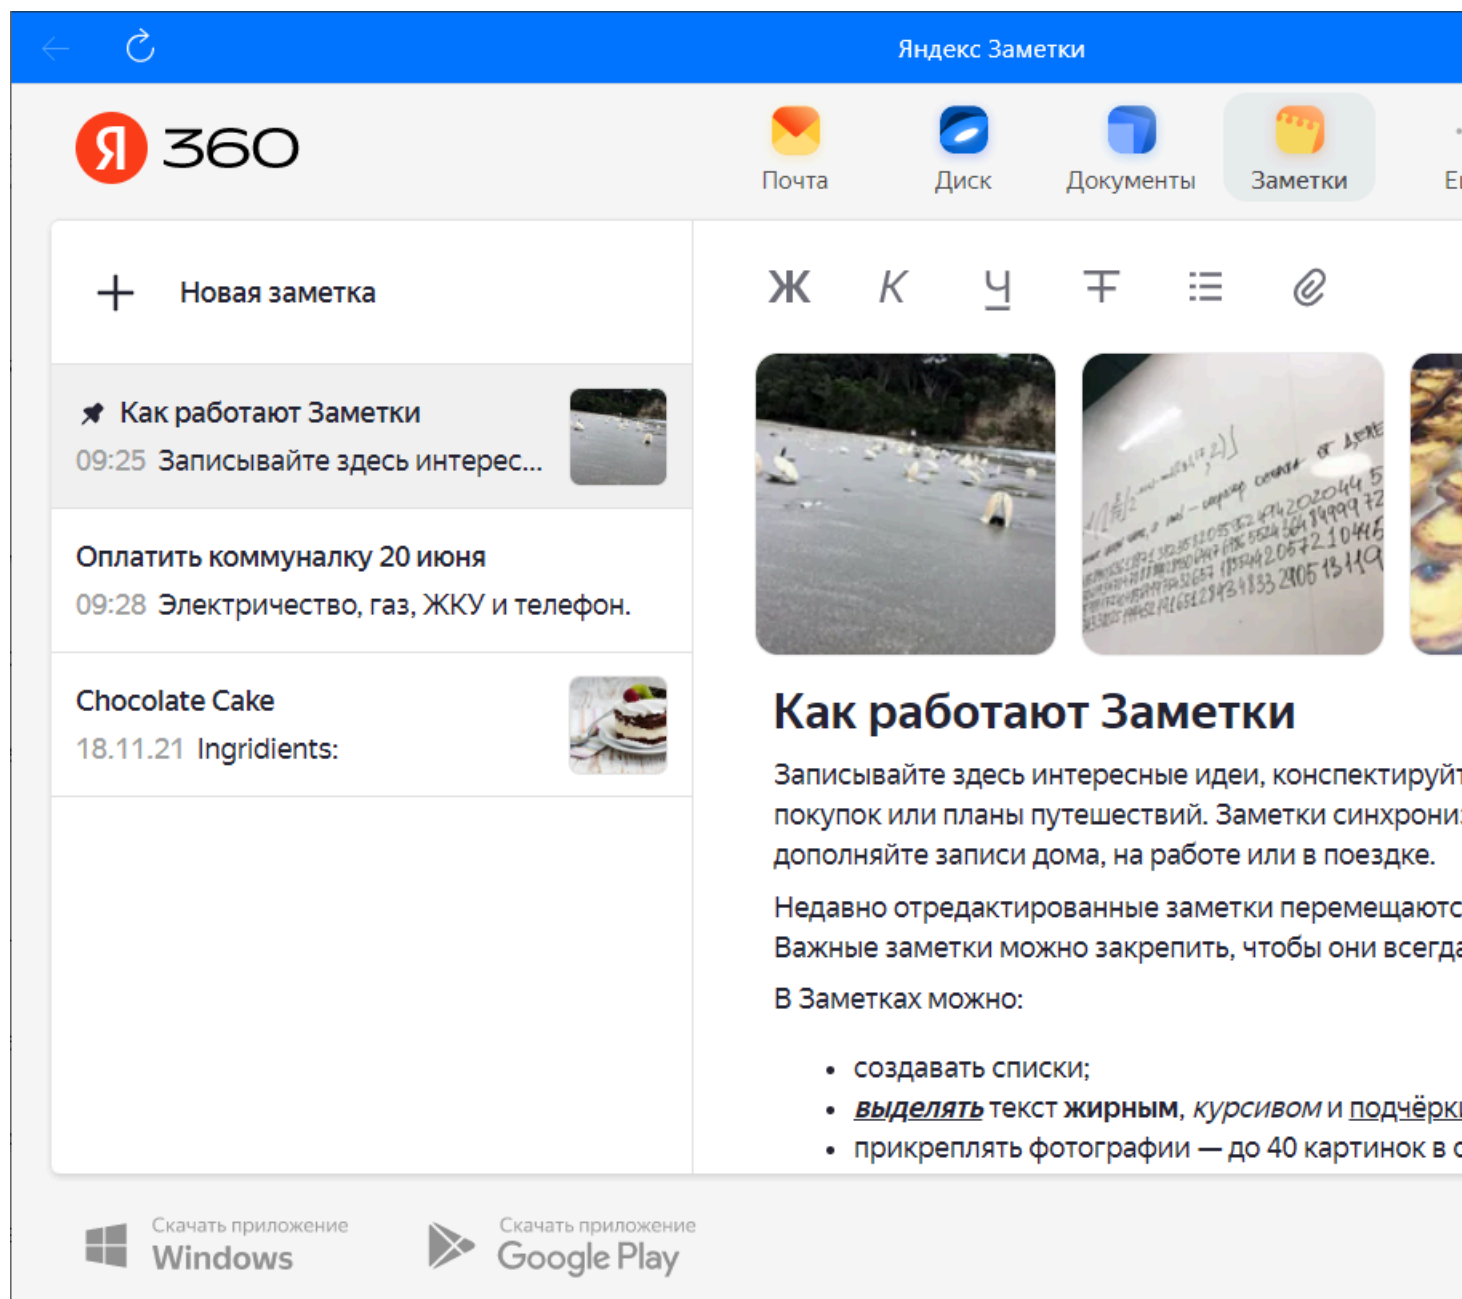 Яндекс Заметки
Я 360
Почта
Диск
Документы
Заметки
Новая заметка
Ж К Ч Т
Как работают Заметки
09:25 Записывайте здесь интерес...
Оплатить коммуналку 20 июня
09:28 Электричество, газ, ЖКУ и телефон.
Chocolate Cake
18.11.21 Ingridients:
Как работают Заметки
Записывайте здесь интересные идеи, конспектируйт
покупок или планы путешествий. Заметки синхрони
дополняйте записи дома, на работе или в поездке.
Недавно отредактированные заметки перемещаютс
Важные заметки можно закрепить, чтобы они всегда
В Заметках можно:
• создавать списки;
• выделять текст жирным, курсивом и подчёрки
• прикреплять фотографии — до 40 картинок в
Скачать приложение
Windows
Скачать приложение
Google Play